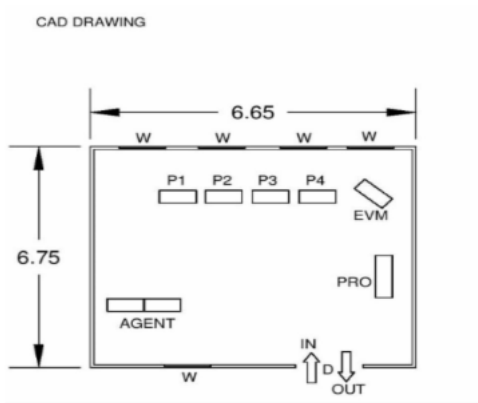 CAD DRAWING
6.65
W W W W
P1 P2 P3 P4
EVM
6.75
PRO
AGENT
IN
W D
OUT